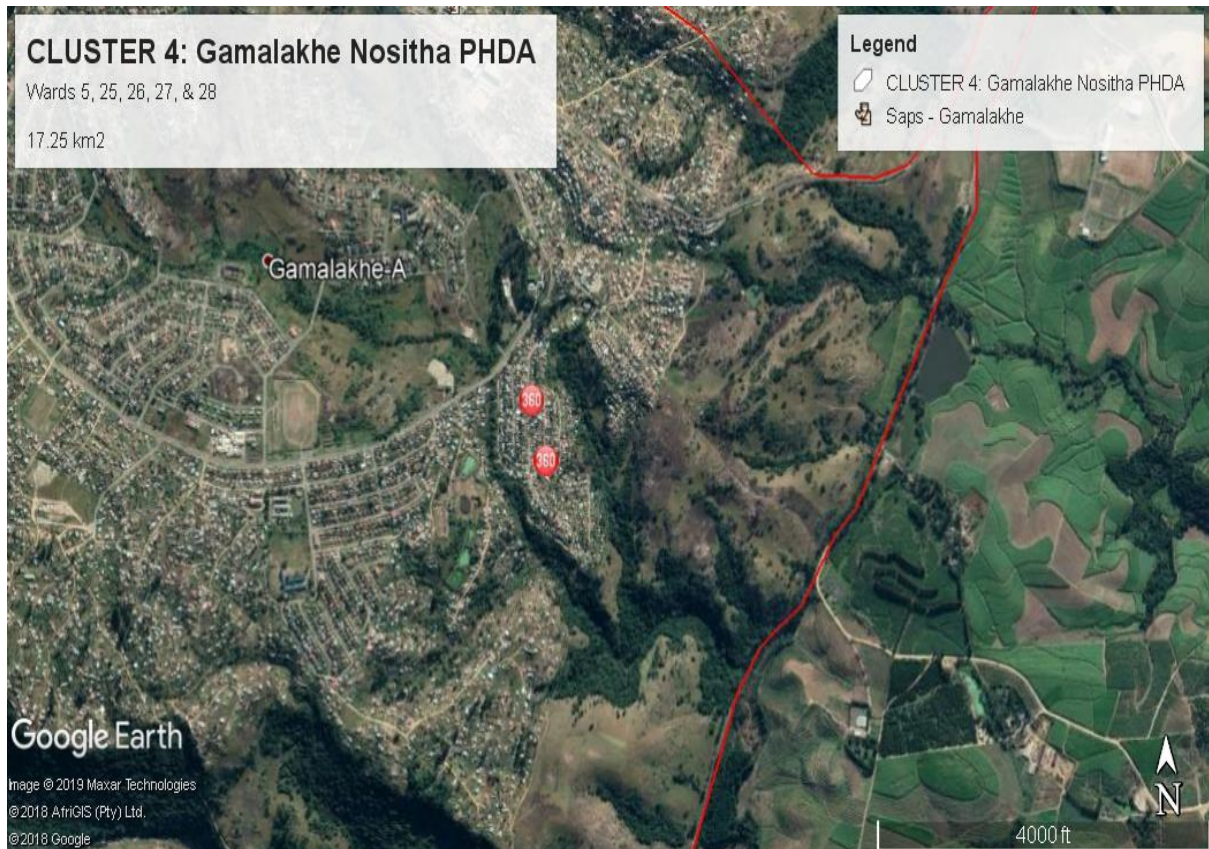 CLUSTER 4: Gamalakhe Nositha PHDA
Wards 5, 25, 26, 27, & 28
17.25 km2
Legend
CLUSTER 4: Gamalakhe Nositha PHDA
Saps - Gamalakhe
Gamalakhe-A
360
360
Google Earth
Image © 2019 Maxar Technologies
© 2018 AfriGIS (Pty) Ltd.
© 2018 Google
N
4000 ft